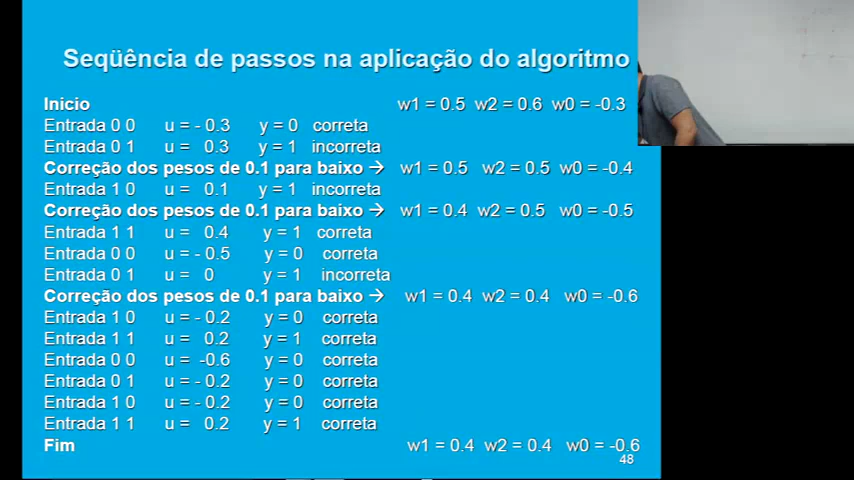 Seqüência de passos na aplicação do algoritmo
Inicio w1 = 0.5 w2 = 0.6 w0 = -0.3
Entrada 0 0 u = - 0.3 y = 0 correta
Entrada 0 1 u = 0.3 y = 1 incorreta
Correção dos pesos de 0.1 para baixo → w1 = 0.5 w2 = 0.5 w0 = -0.4
Entrada 1 0 u = 0.1 y = 1 incorreta
Correção dos pesos de 0.1 para baixo → w1 = 0.4 w2 = 0.5 w0 = -0.5
Entrada 1 1 u = 0.4 y = 1 correta
Entrada 0 0 u = - 0.5 y = 0 correta
Entrada 0 1 u = 0 y = 1 incorreta
Correção dos pesos de 0.1 para baixo → w1 = 0.4 w2 = 0.4 w0 = -0.6
Entrada 1 0 u = - 0.2 y = 0 correta
Entrada 1 1 u = 0.2 y = 1 correta
Entrada 0 0 u = -0.6 y = 0 correta
Entrada 0 1 u = - 0.2 y = 0 correta
Entrada 1 0 u = - 0.2 y = 0 correta
Entrada 1 1 u = 0.2 y = 1 correta
Fim w1 = 0.4 w2 = 0.4 w0 = -0.6
48